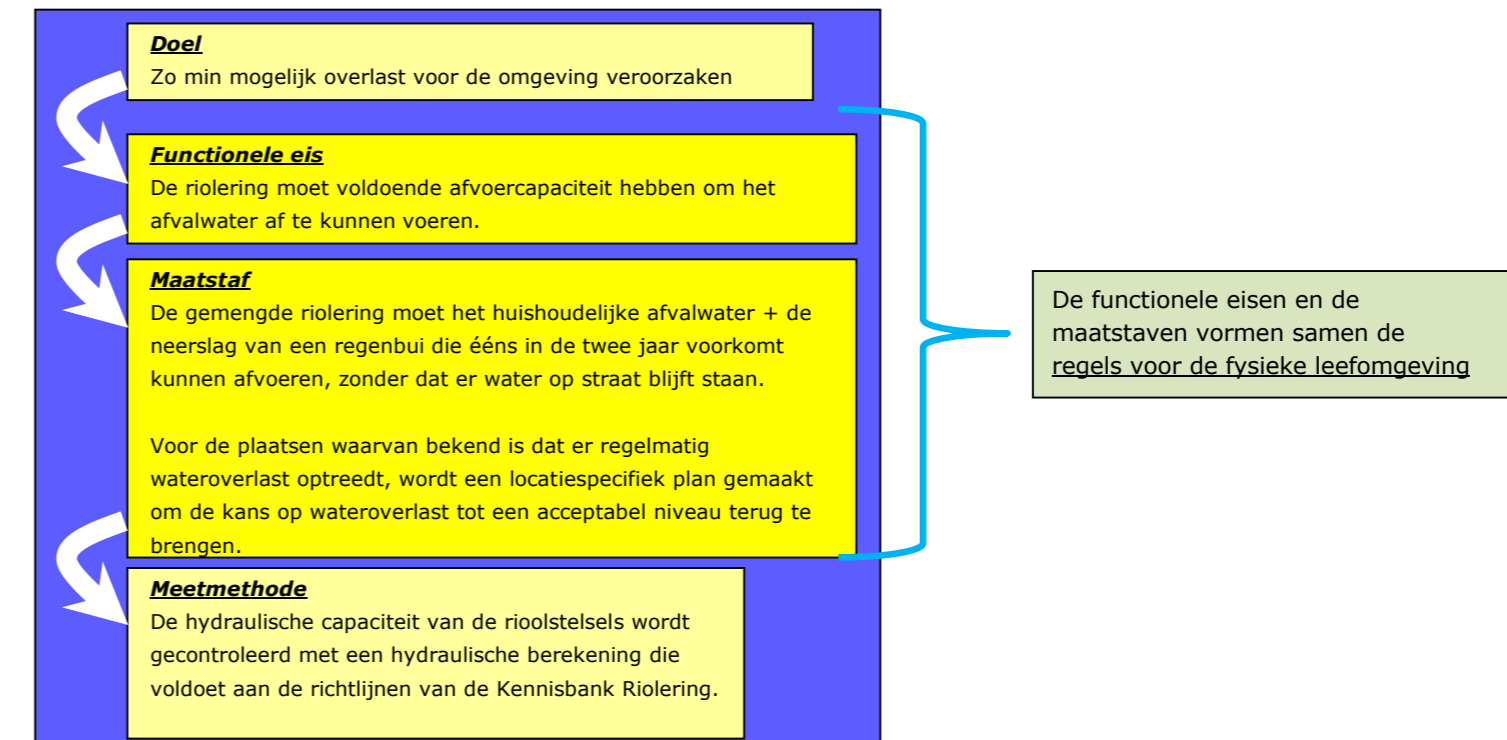 Doel
Zo min mogelijk overlast voor de omgeving veroorzaken
Functionele eis
De riolering moet voldoende afvoercapaciteit hebben om het
afvalwater af te kunnen voeren.
Maatstaf
De gemengde riolering moet het huishoudelijke afvalwater + de
neerslag van een regenbui die ééns in de twee jaar voorkomt
kunnen afvoeren, zonder dat er water op straat blijft staan.
Voor de plaatsen waarvan bekend is dat er regelmatig
wateroverlast optreedt, wordt een locatiespecifiek plan gemaakt
om de kans op wateroverlast tot een acceptabel niveau terug te
brengen.
Meetmethode
De hydraulische capaciteit van de rioolstelsels wordt
gecontroleerd met een hydraulische berekening die
voldoet aan de richtlijnen van de Kennisbank Riolering.
De functionele eisen en de
maatstaven vormen samen de
regels voor de fysieke leefomgeving